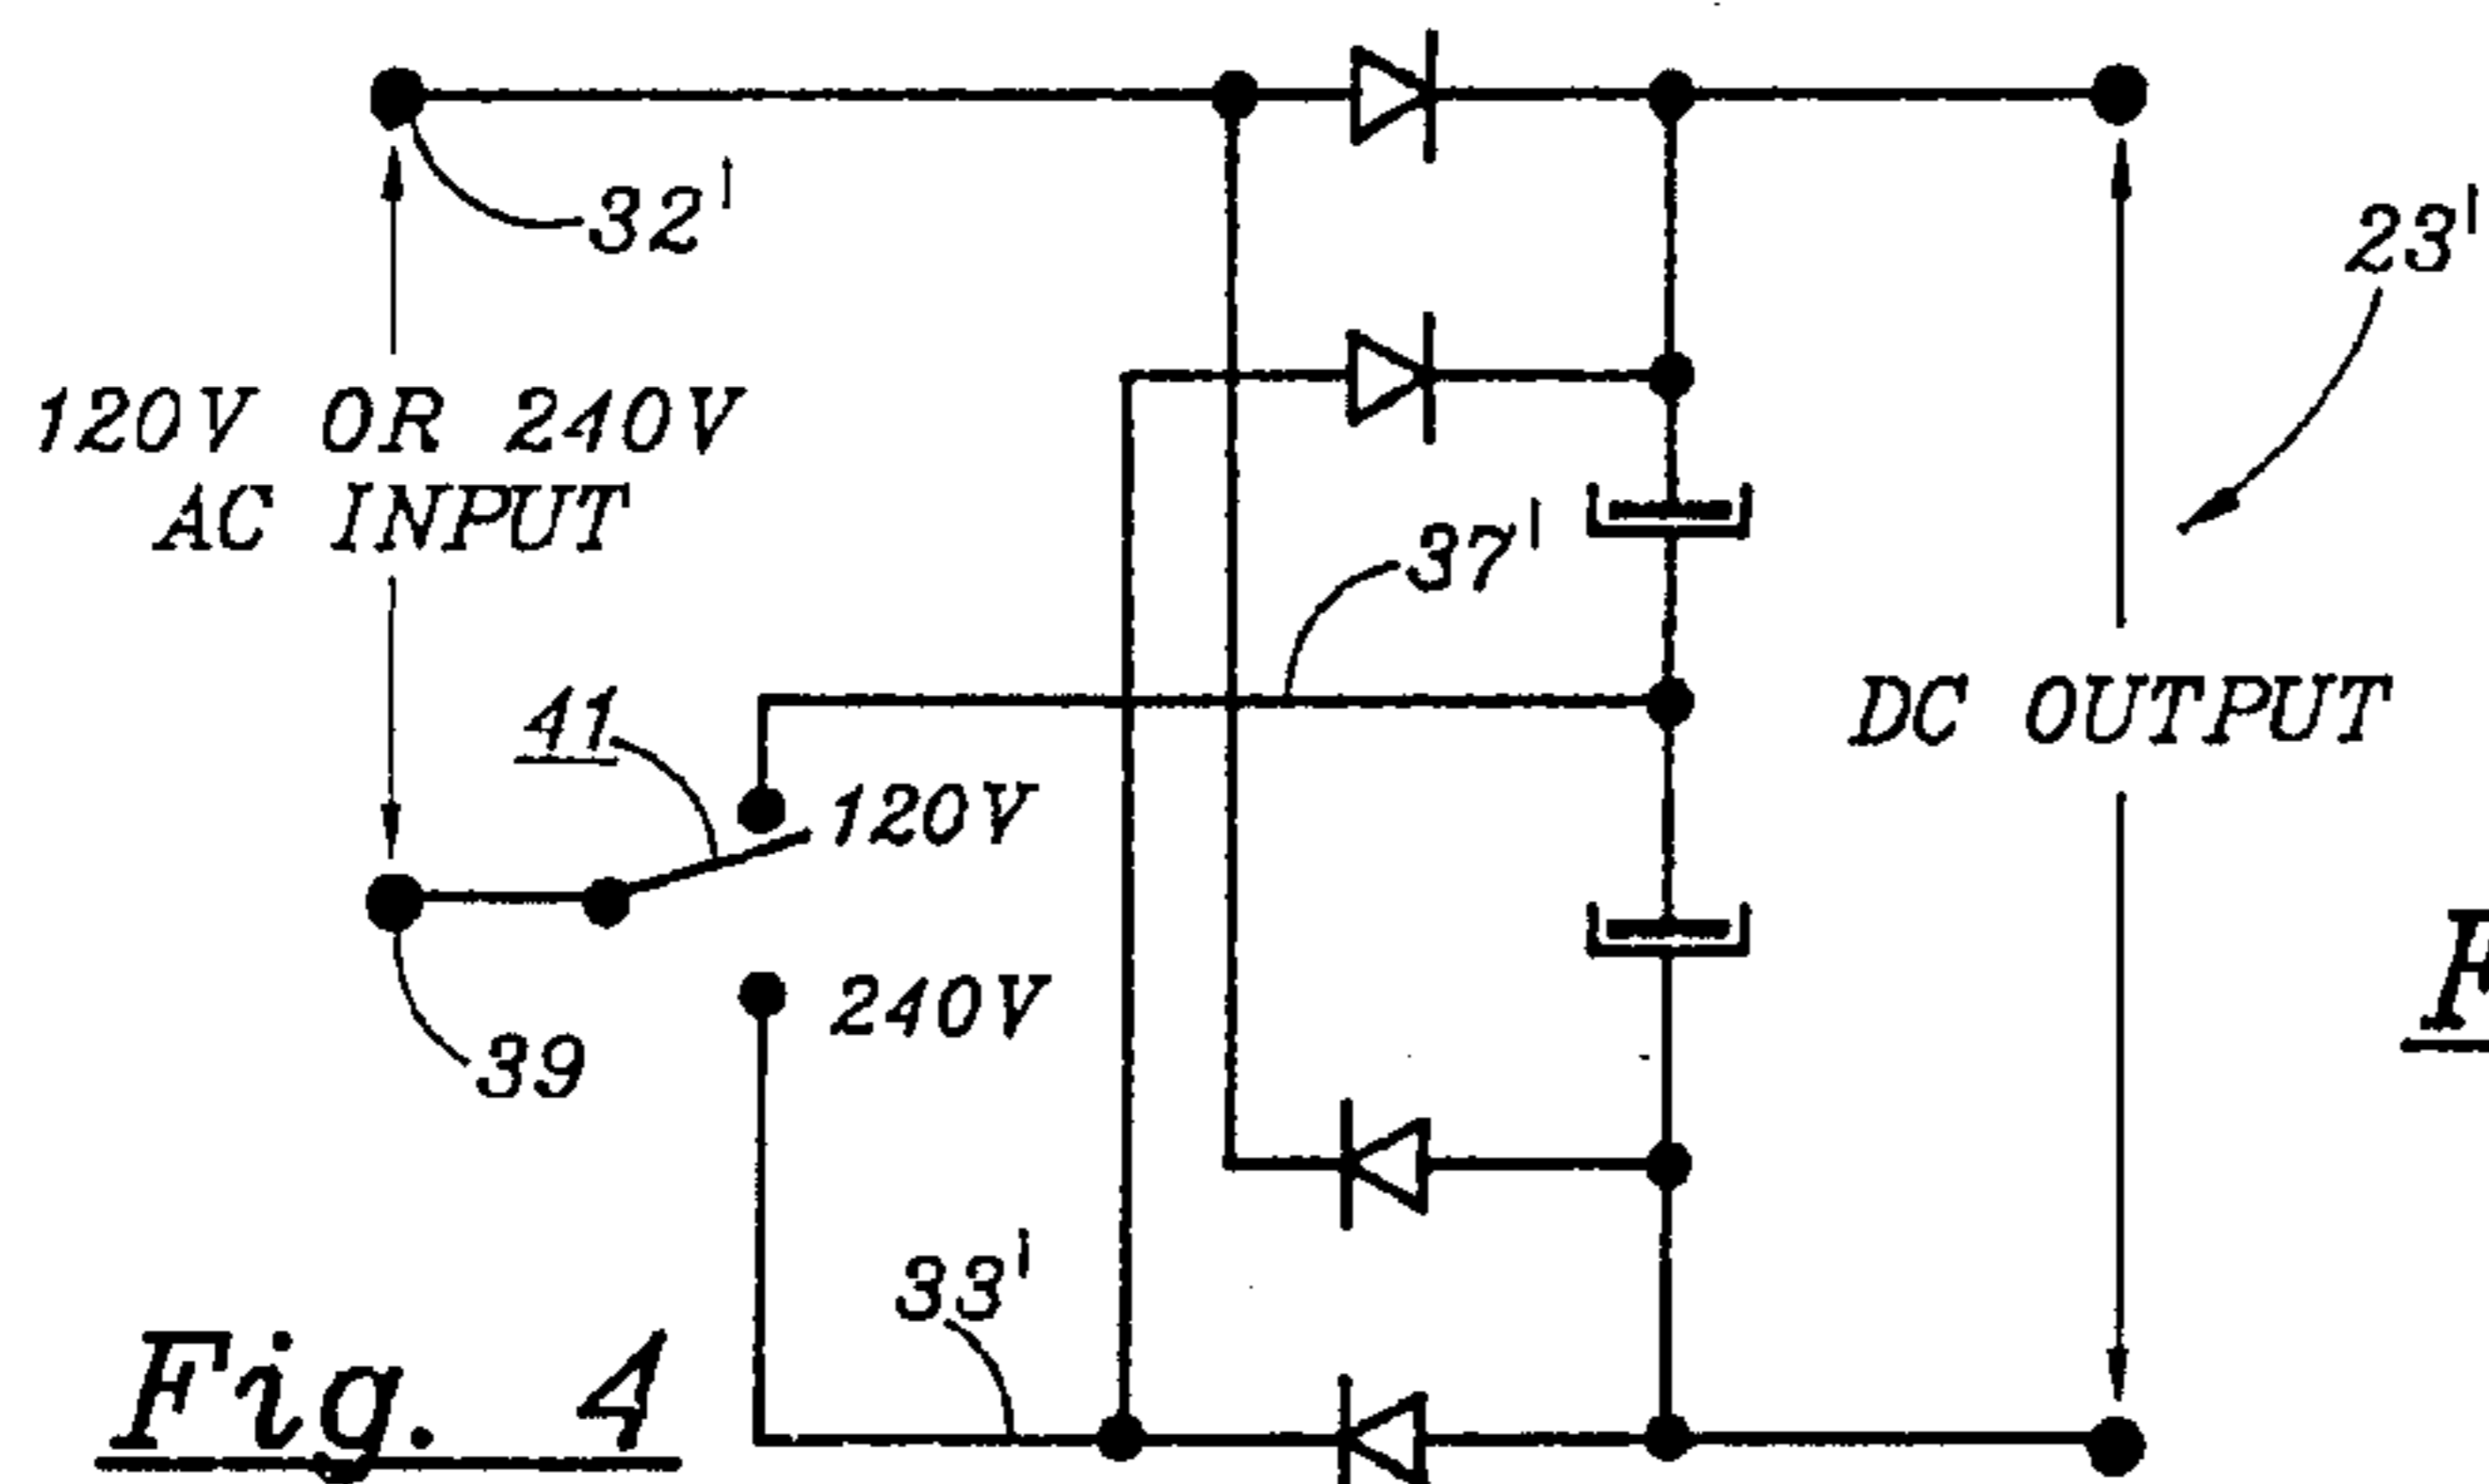 32'
23'
120V OR 240V
AC INPUT
37'
41
DC OUTPUT
120V
240V
39
33'
Fig. 4